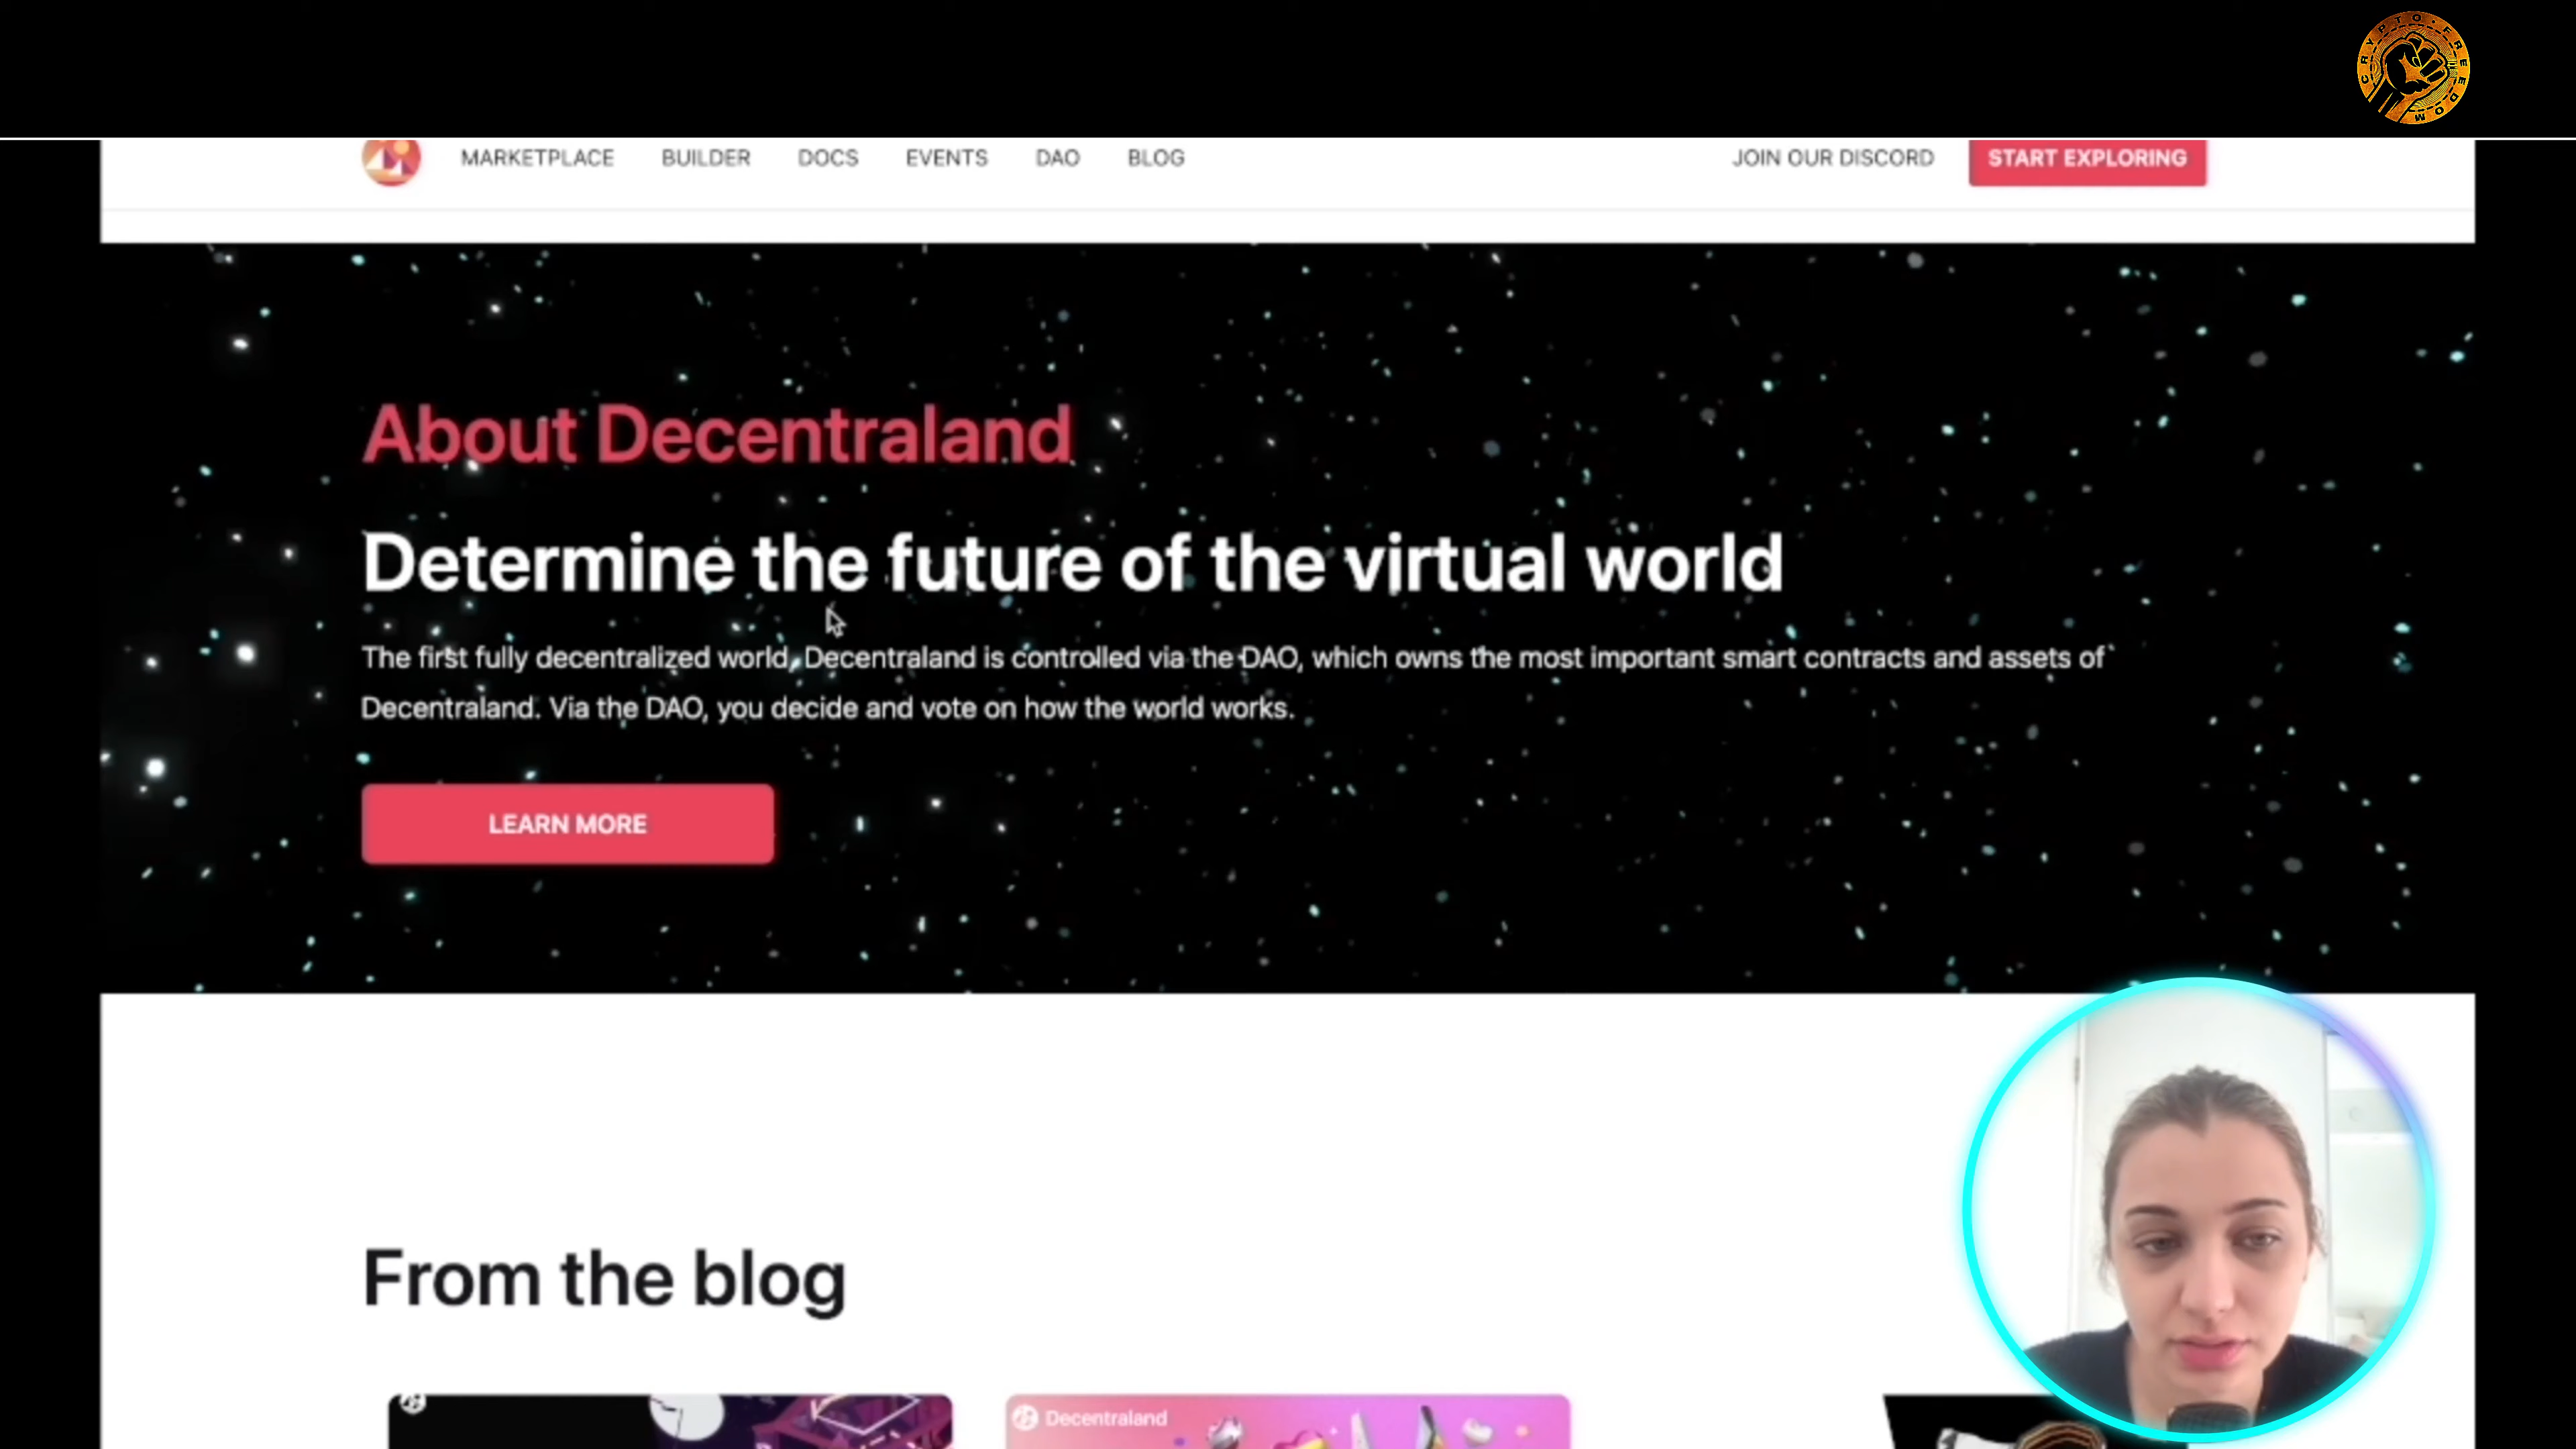 CRYPTO·FREEDOM
MARKETPLACE BUILDER DOCS EVENTS DAO BLOG JOIN OUR DISCORD START EXPLORING
About Decentraland
Determine the future of the virtual world
The first fully decentralized world, Decentraland is controlled via the DAO, which owns the most important smart contracts and assets of
Decentraland. Via the DAO, you decide and vote on how the world works.
LEARN MORE
From the blog
Decentraland